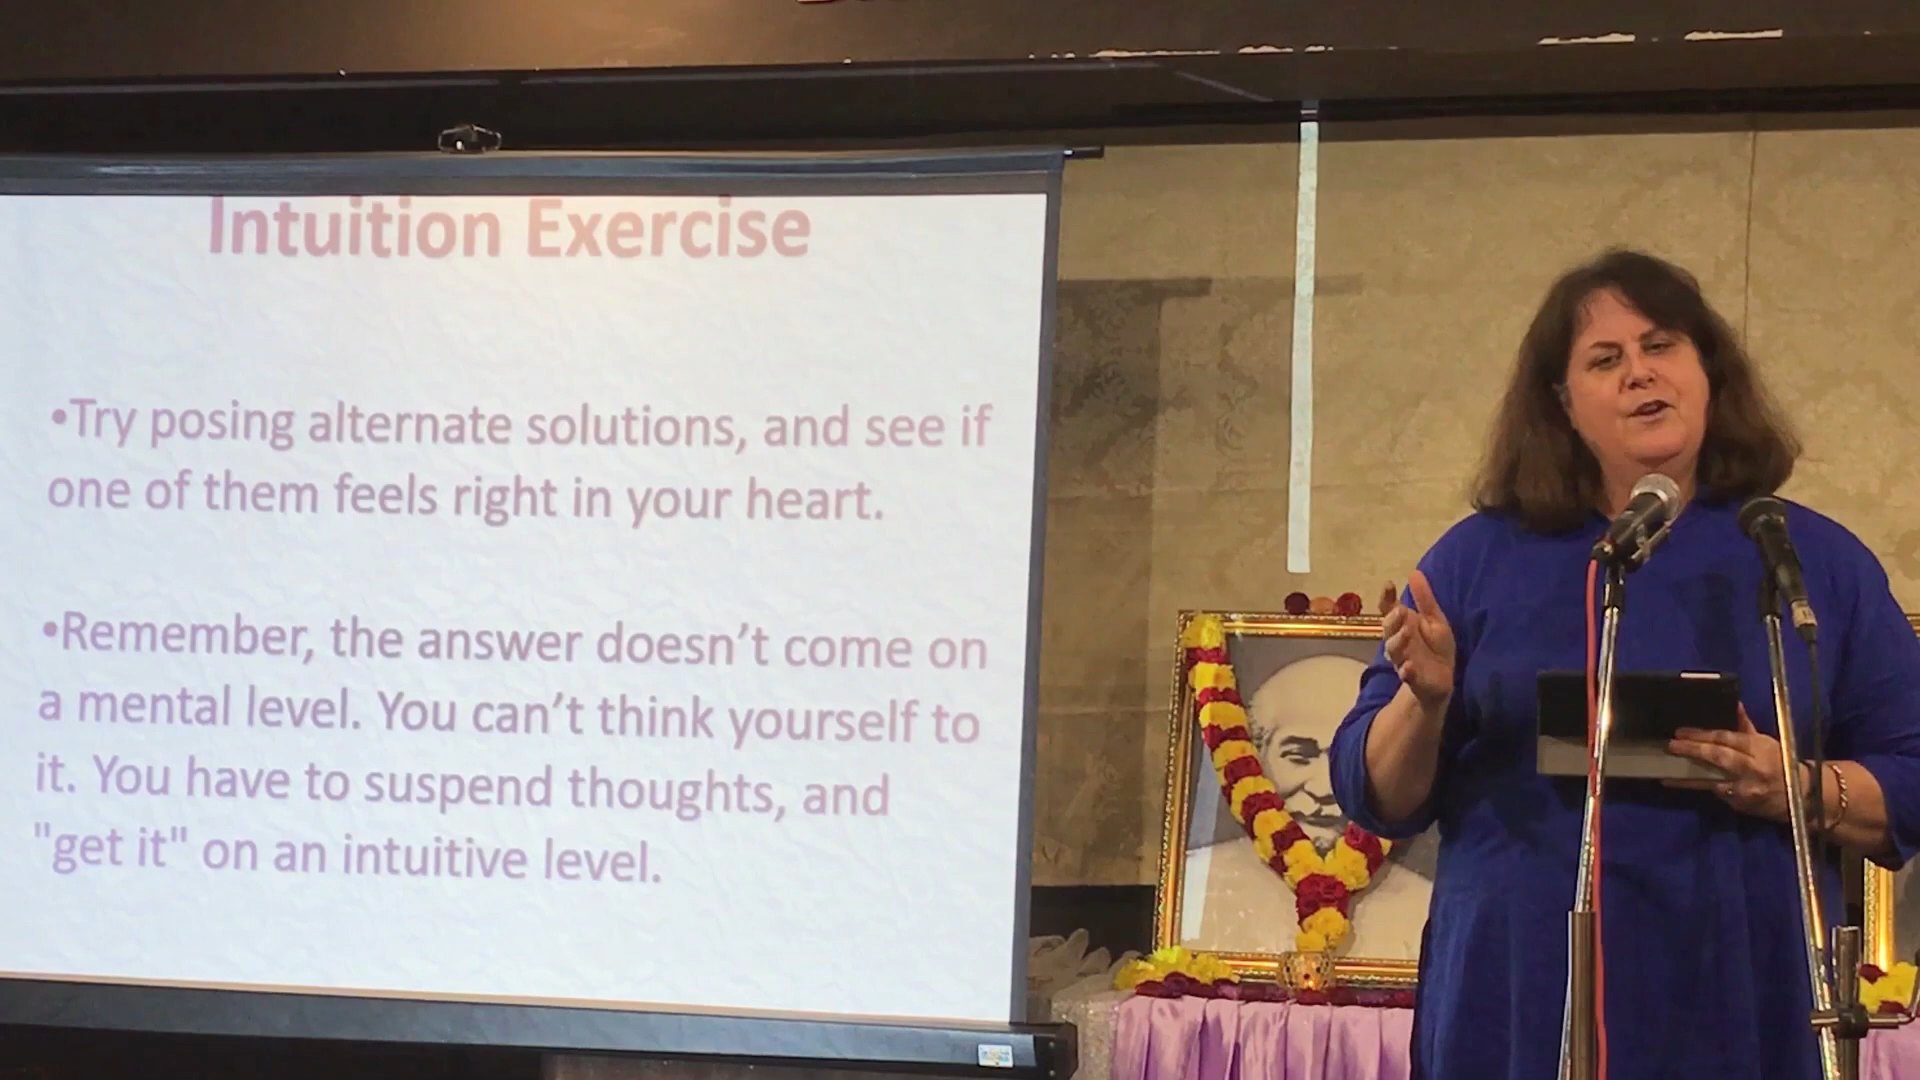 Intuition Exercise
•Try posing alternate solutions, and see if
one of them feels right in your heart.
•Remember, the answer doesn't come on
a mental level. You can't think yourself to
it. You have to suspend thoughts, and
"get it" on an intuitive level.